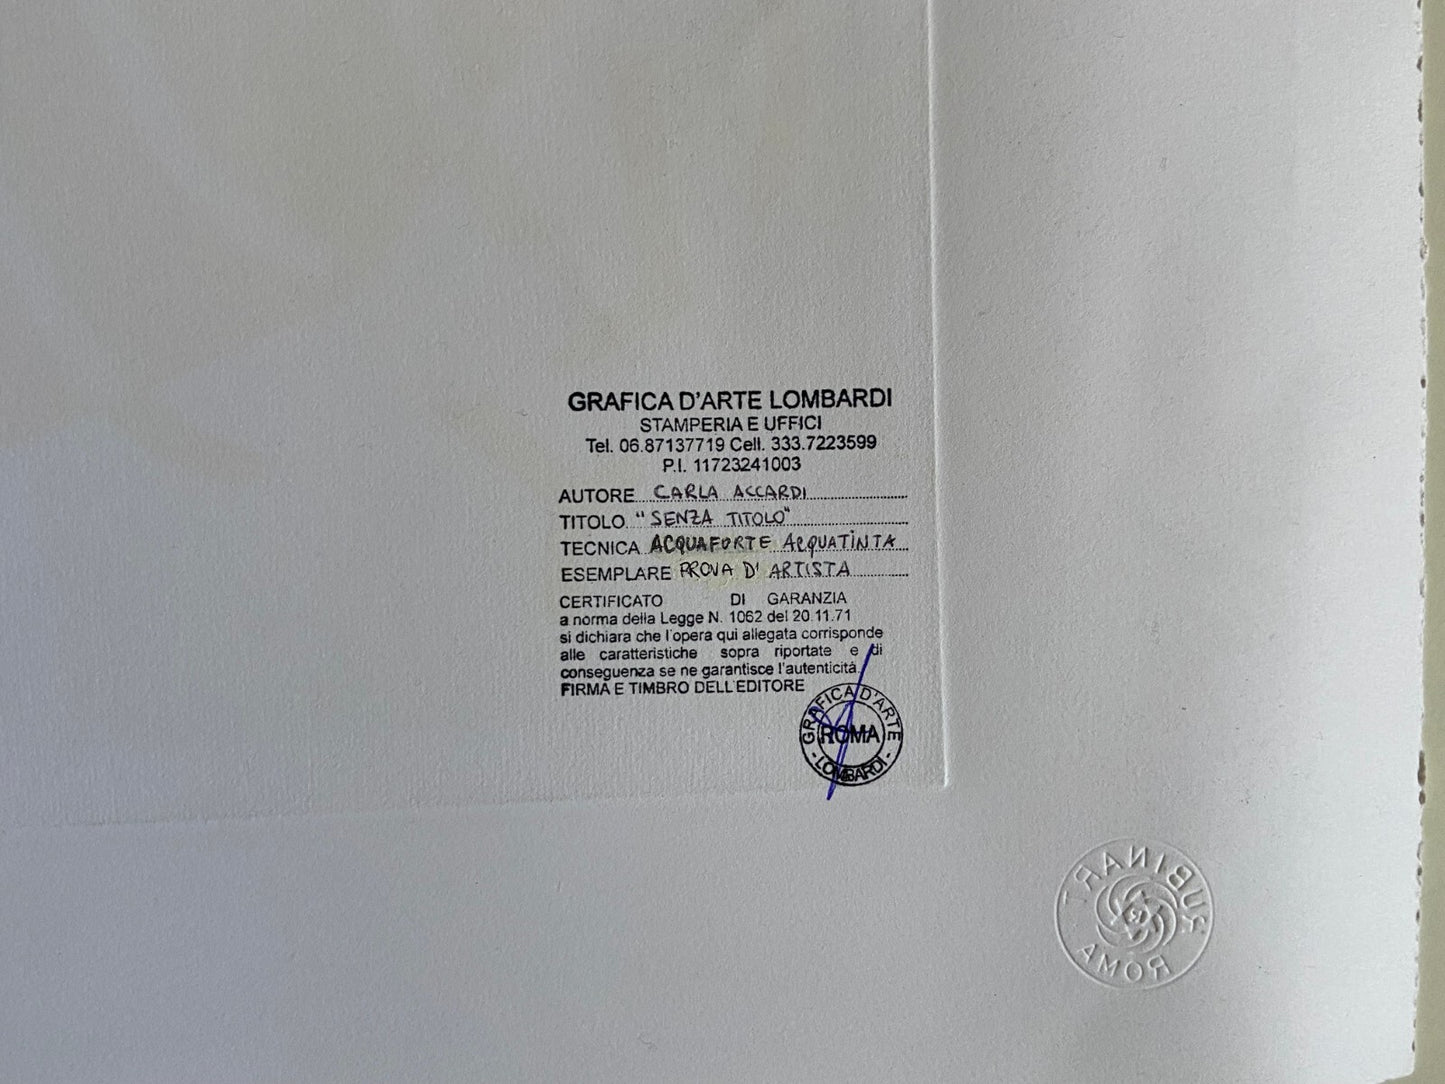 GRAFICA D'ARTE LOMBARDI
STAMPERIA E UFFICI
Tel. 06.87137719 Cell. 333.7223599
P.I. 11723241003
AUTORE CARLA ACCARDI
TITOLO "SENZA TITOLO"
TECNICA ACQUAFORTE ACQUATINTA
ESEMPLARE PROVA D' ARTISTA
CERTIFICATO DI GARANZIA
a norma della Legge N. 1062 del 20.11.71
si dichiara che l'opera qui allegata corrisponde
alle caratteristiche sopra riportate e di
conseguenza se ne garantisce l'autenticitá.
FIRMA E TIMBRO DELL'EDITORE
GRAFICA D'ARTE
ROMA
- LOMBARDI -
RUBINART
ROMA